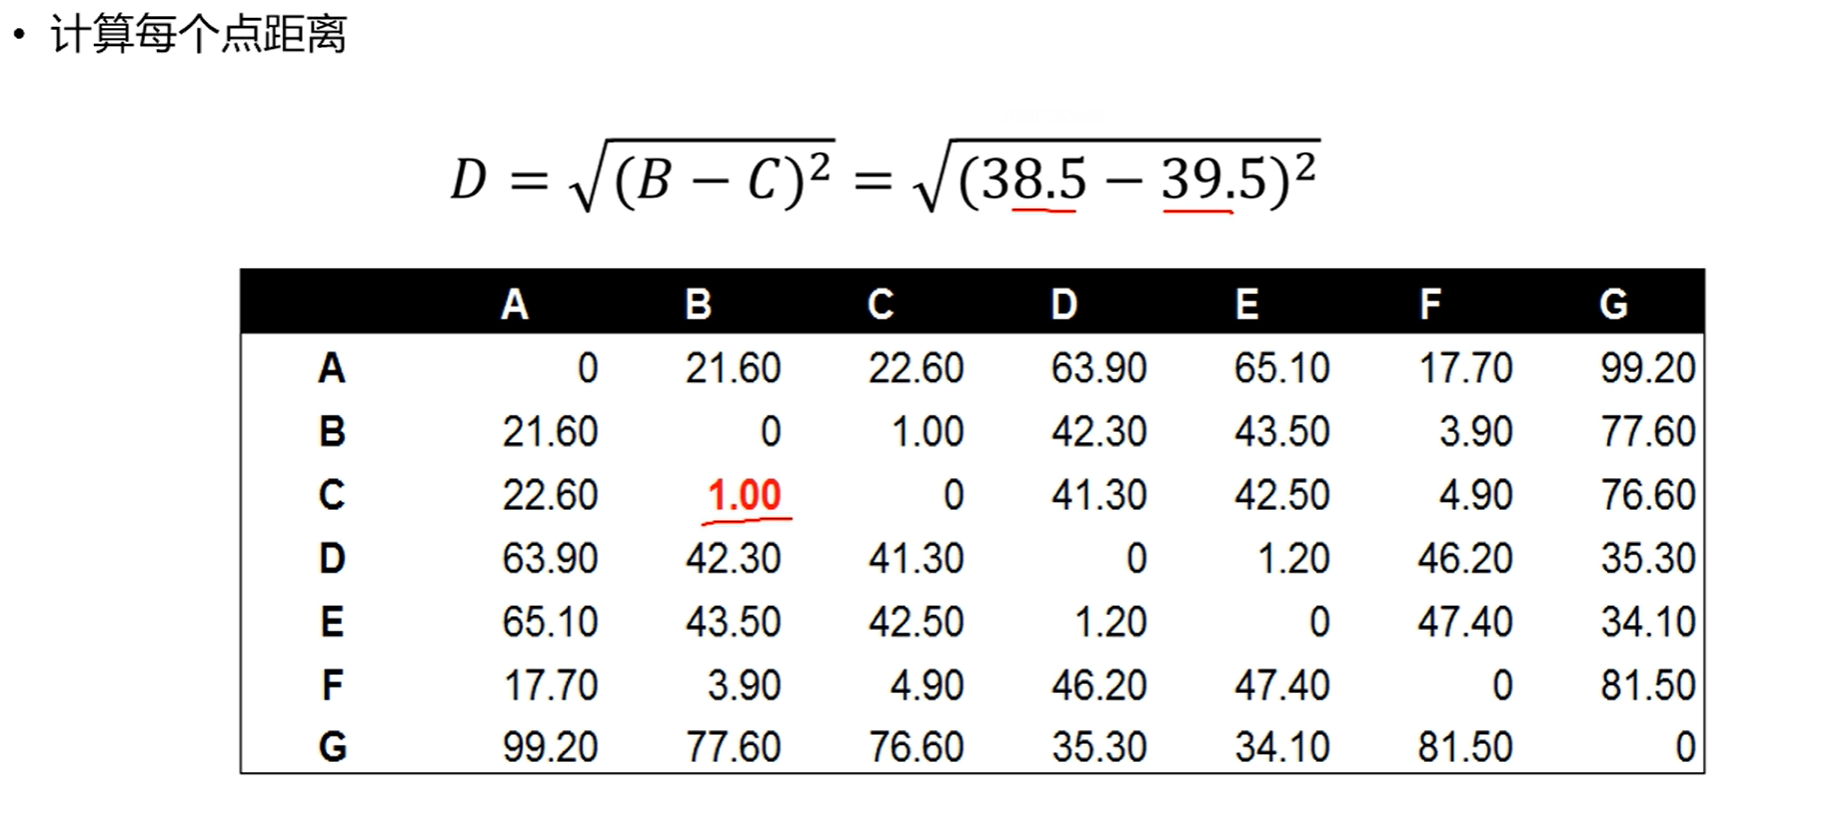 • 计算每个点距离
D = √(B − C)² = √(38.5 − 39.5)²
A B C D E F G
A 0 21.60 22.60 63.90 65.10 17.70 99.20
B 21.60 0 1.00 42.30 43.50 3.90 77.60
C 22.60 1.00 0 41.30 42.50 4.90 76.60
D 63.90 42.30 41.30 0 1.20 46.20 35.30
E 65.10 43.50 42.50 1.20 0 47.40 34.10
F 17.70 3.90 4.90 46.20 47.40 0 81.50
G 99.20 77.60 76.60 35.30 34.10 81.50 0